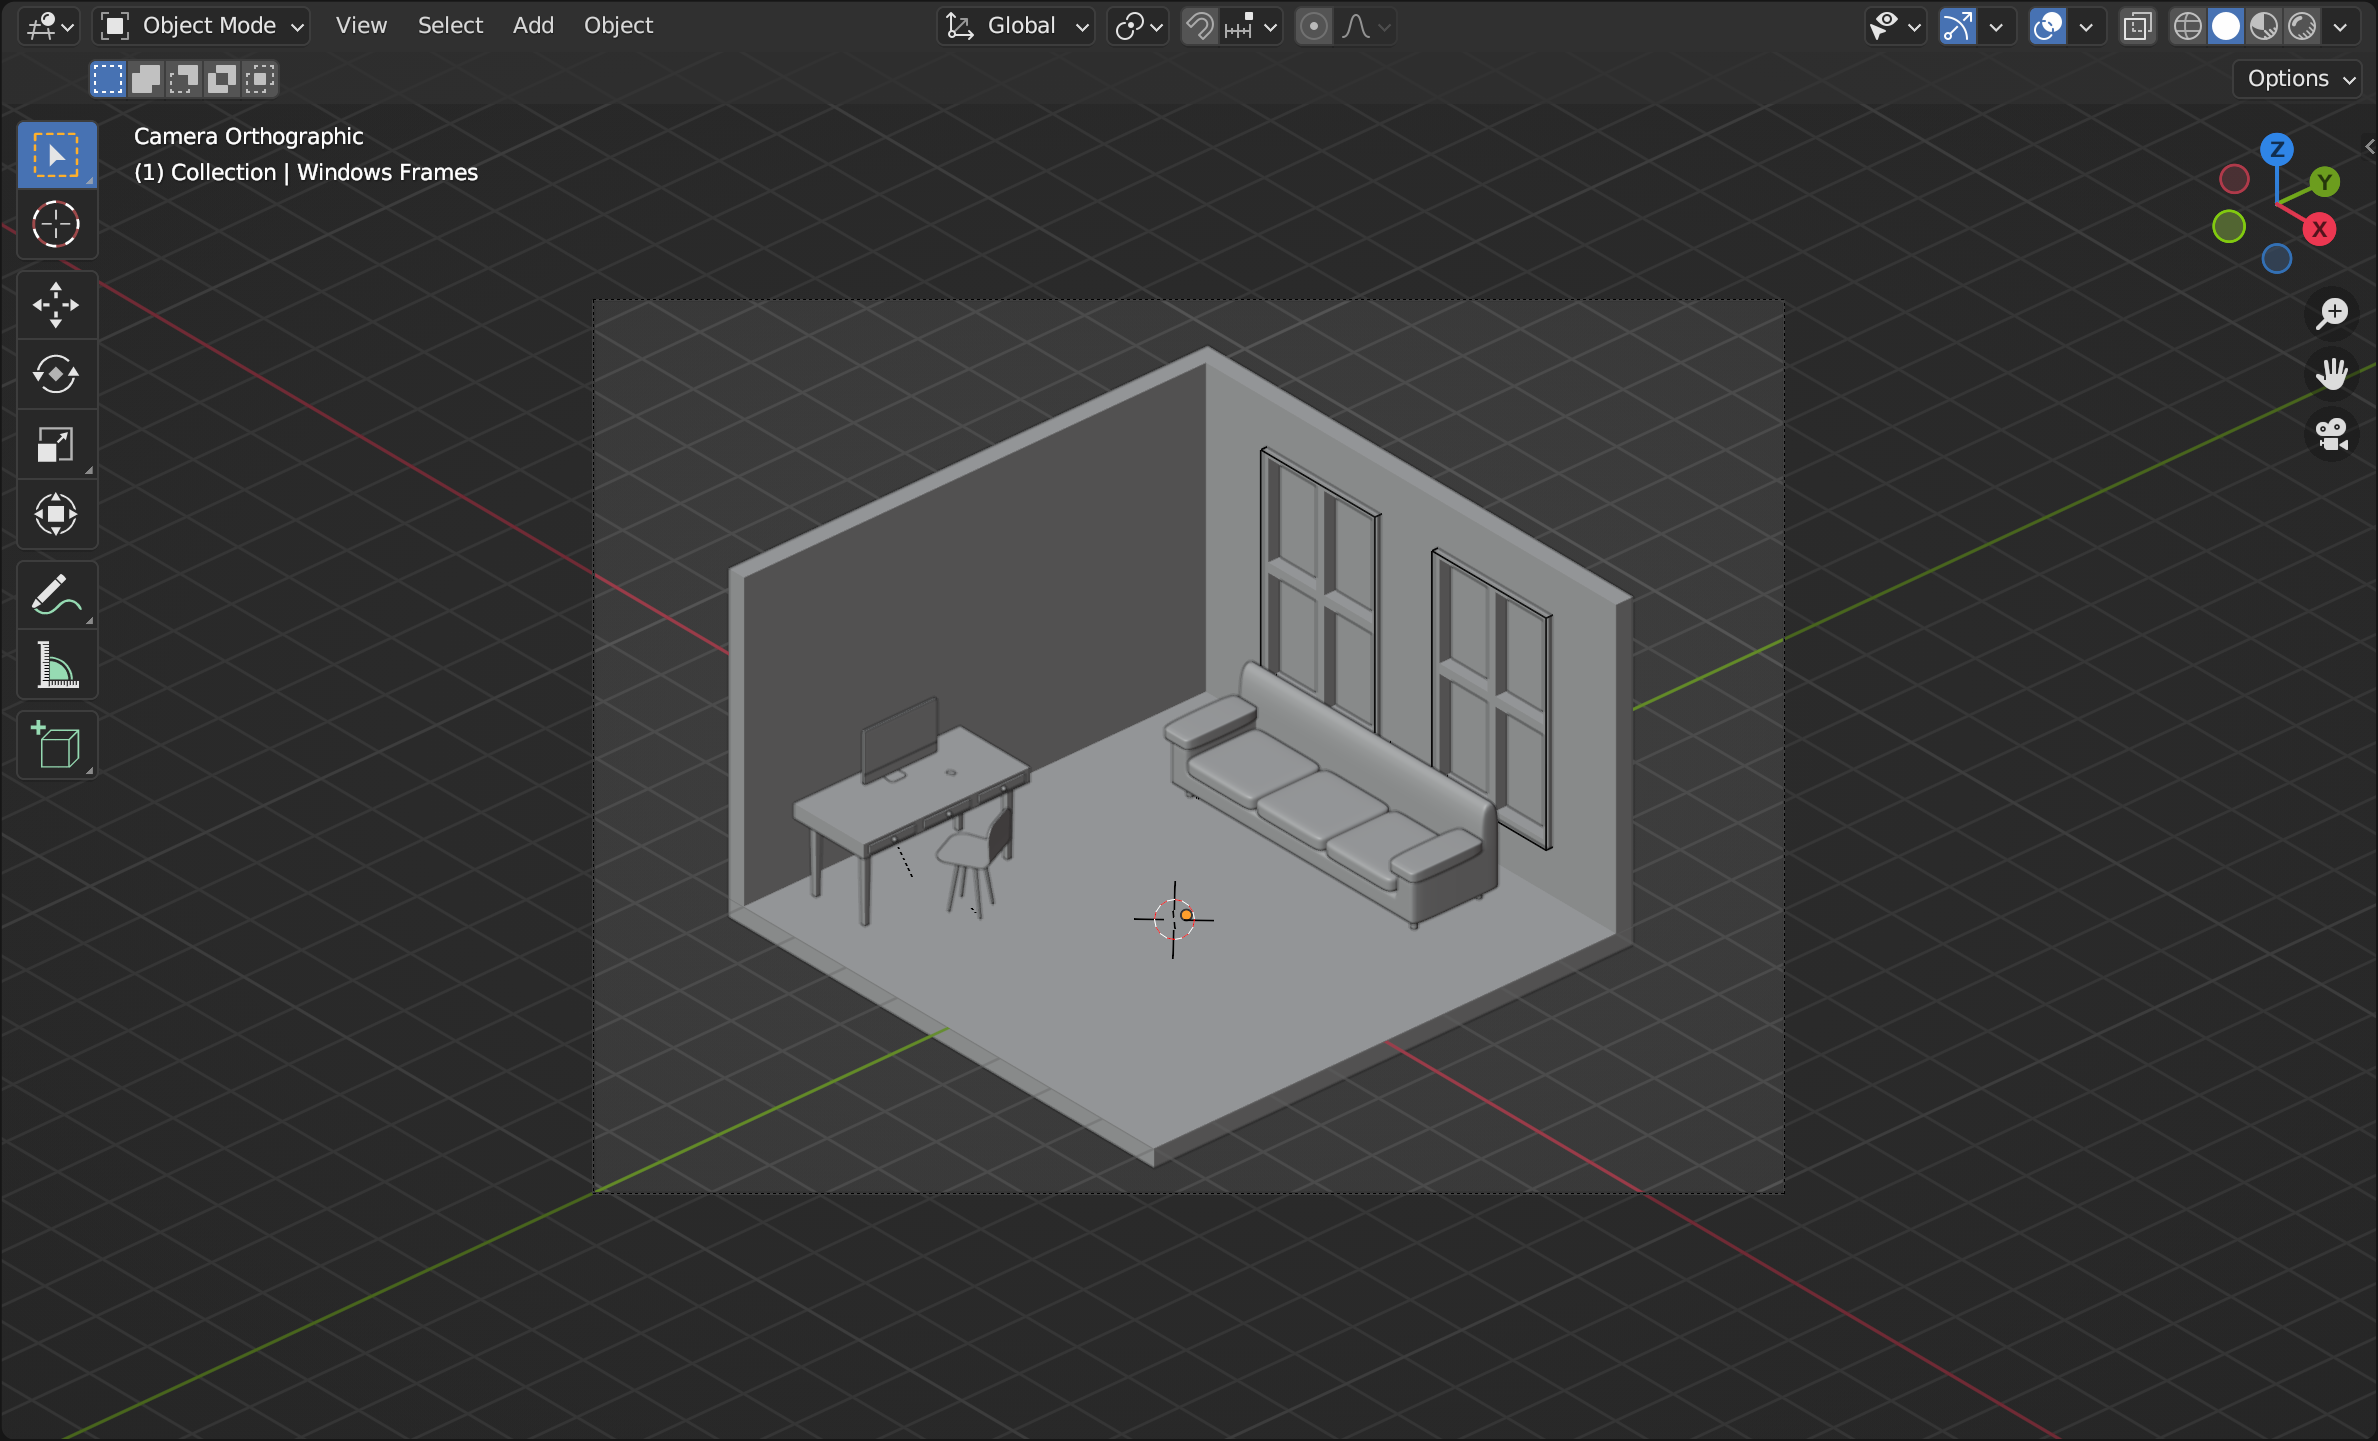 Object Mode View Select Add Object Global
Options
Camera Orthographic
(1) Collection | Windows Frames
Z
Y
X